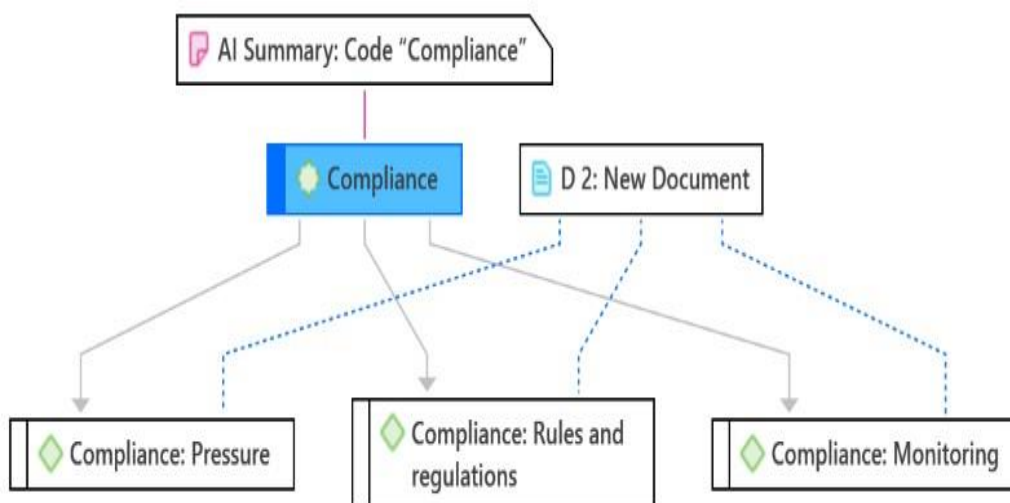 AI Summary: Code “Compliance”
Compliance
D 2: New Document
Compliance: Pressure
Compliance: Rules and
regulations
Compliance: Monitoring